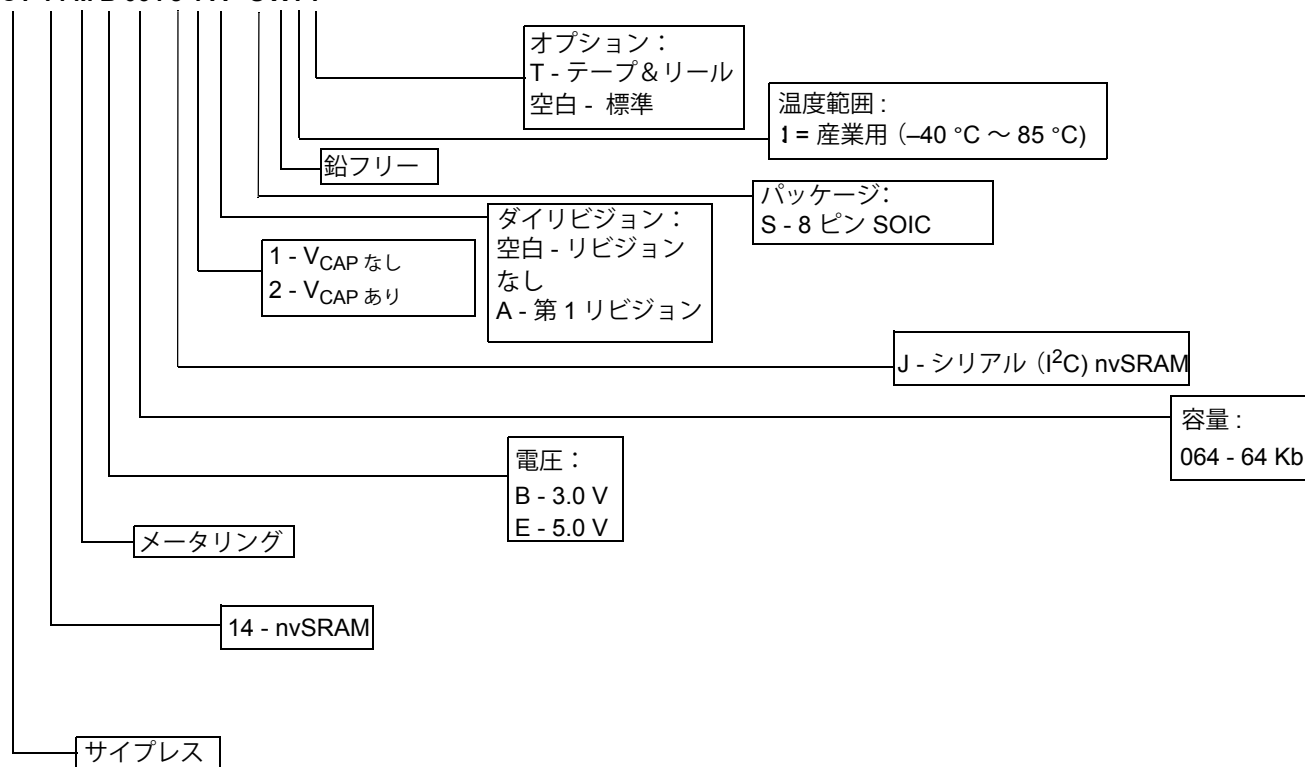 オプション：
T - テープ＆リール
空白 - 標準
温度範囲 :
= 産業用（–40 °C ～ 85 °C)
鉛フリー
パッケージ：
S - 8 ピン SOIC
ダイリビジョン：
空白 - リビジョン
なし
A - 第 1 リビジョン
1 - VCAP なし
2 - VCAP あり
J - シリアル（I2C) nvSRAM
容量 :
064 - 64 Kb
電圧：
B - 3.0 V
E - 5.0 V
メータリング
14 - nvSRAM
サイプレス